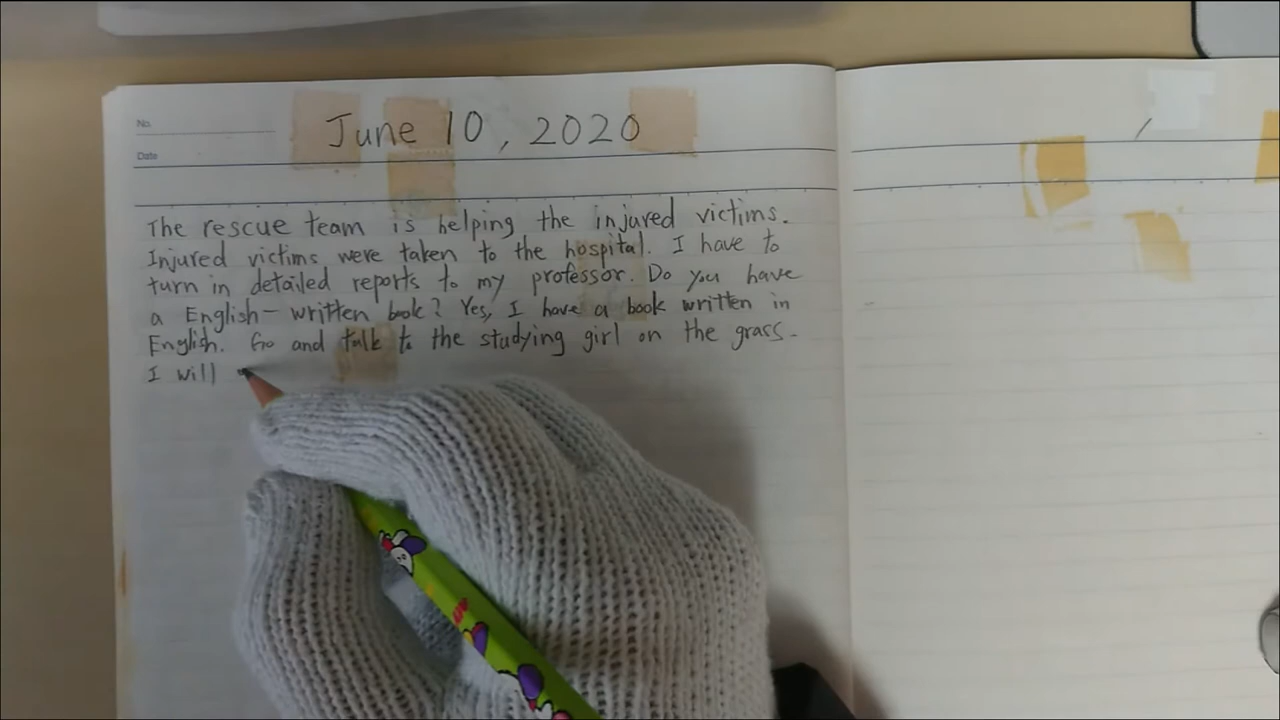 No.
June 10, 2020
Date
The rescue team is helping the injured victims.
Injured victims were taken to the hospital. I have to
turn in detailed reports to my professor. Do you have
a English-written book? Yes, I have a book written in
English. Go and talk to the studying girl on the grass.
I will